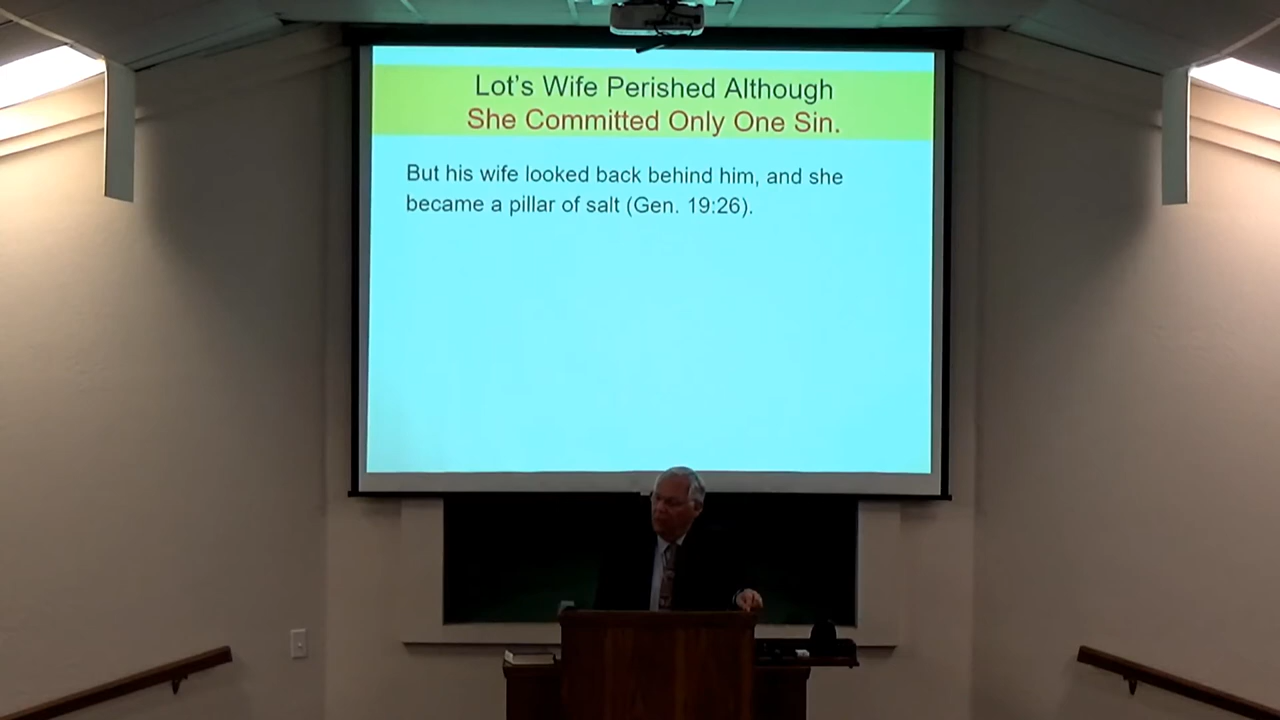 Lot's Wife Perished Although
She Committed Only One Sin.
But his wife looked back behind him, and she
became a pillar of salt (Gen. 19:26).